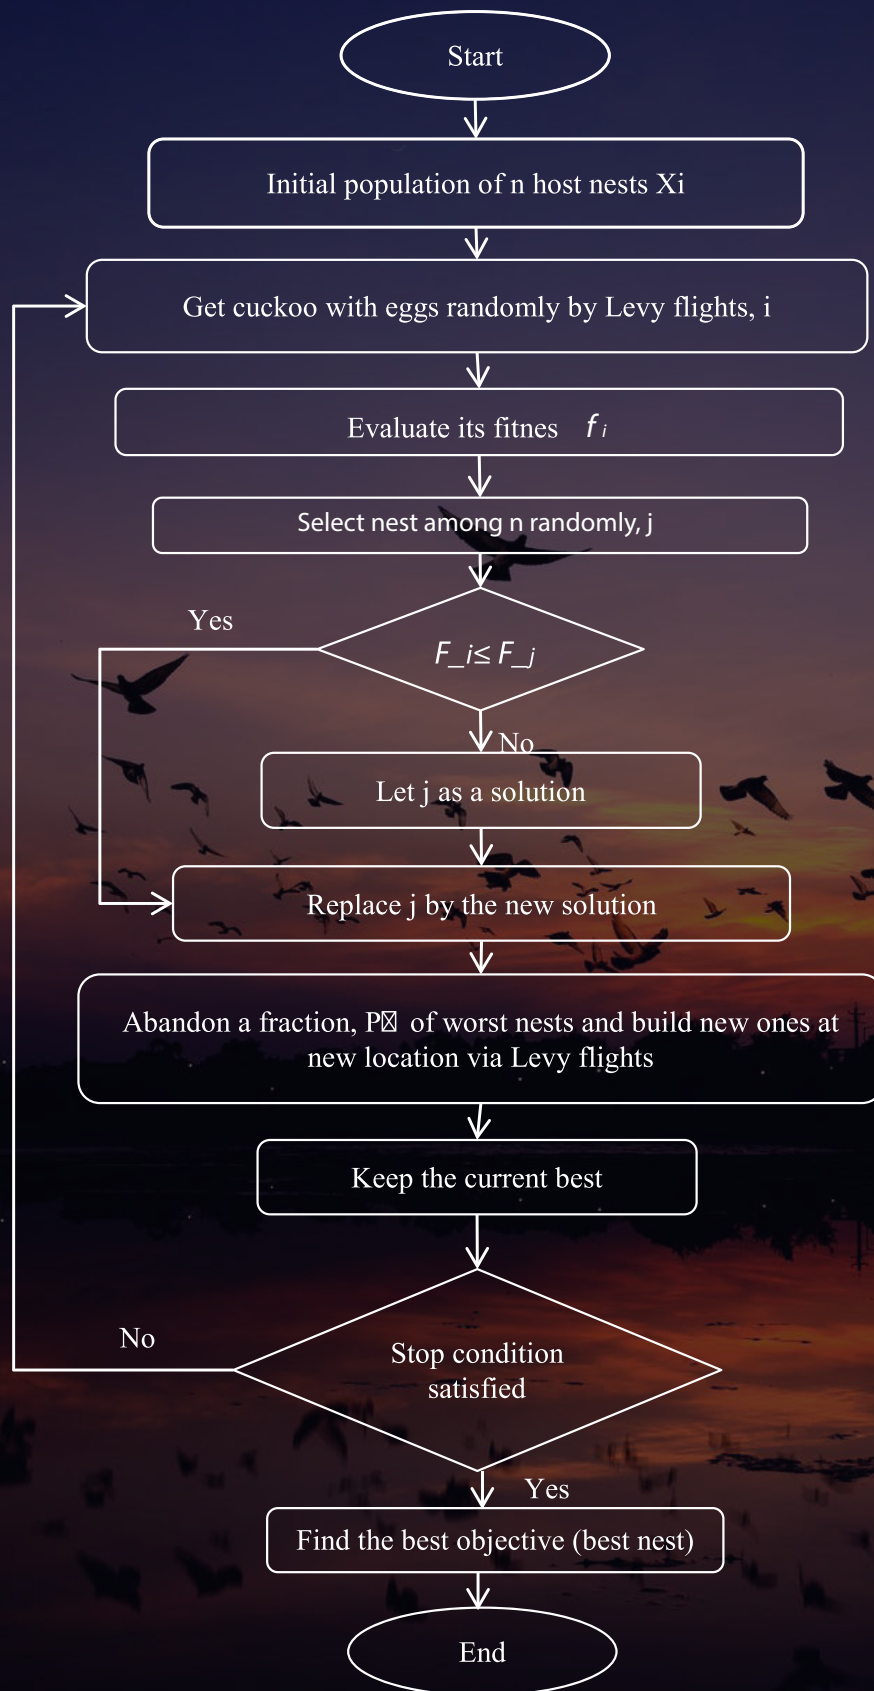 Start
Initial population of n host nests Xi
Get cuckoo with eggs randomly by Levy flights, i
Evaluate its fitnes f i
Select nest among n randomly, j
Yes
F_i≤ F_j
No
Let j as a solution
Replace j by the new solution
Abandon a fraction, P of worst nests and build new ones at
new location via Levy flights
Keep the current best
No
Stop condition
satisfied
Yes
Find the best objective (best nest)
End